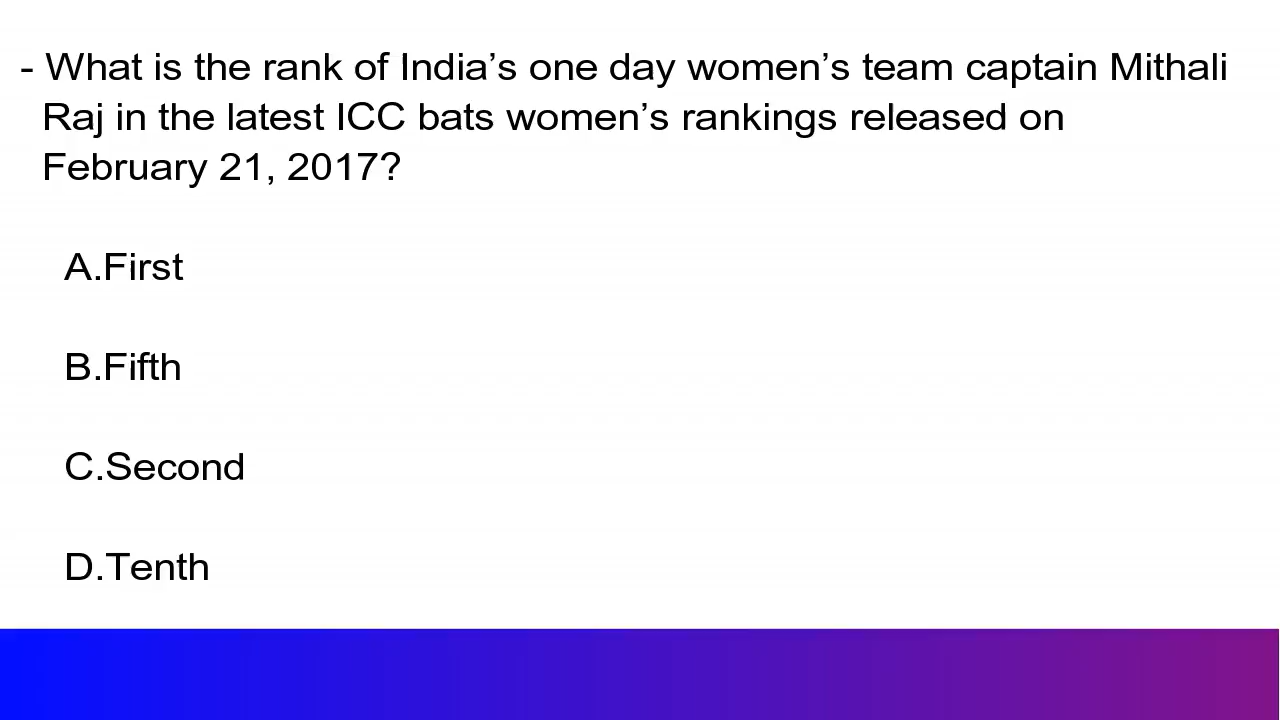 - What is the rank of India’s one day women’s team captain Mithali
Raj in the latest ICC bats women’s rankings released on
February 21, 2017?
A.First
B.Fifth
C.Second
D.Tenth